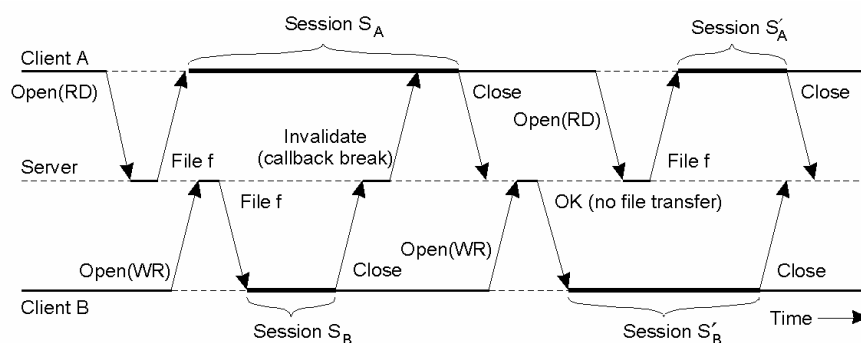 Session S_A
Session S'_A
Client A
Open(RD)
Close
Close
Invalidate
(callback break)
Open(RD)
File f
File f
Server
File f
OK (no file transfer)
Open(WR)
Close
Open(WR)
Close
Client B
Session S_B
Session S'_B
Time